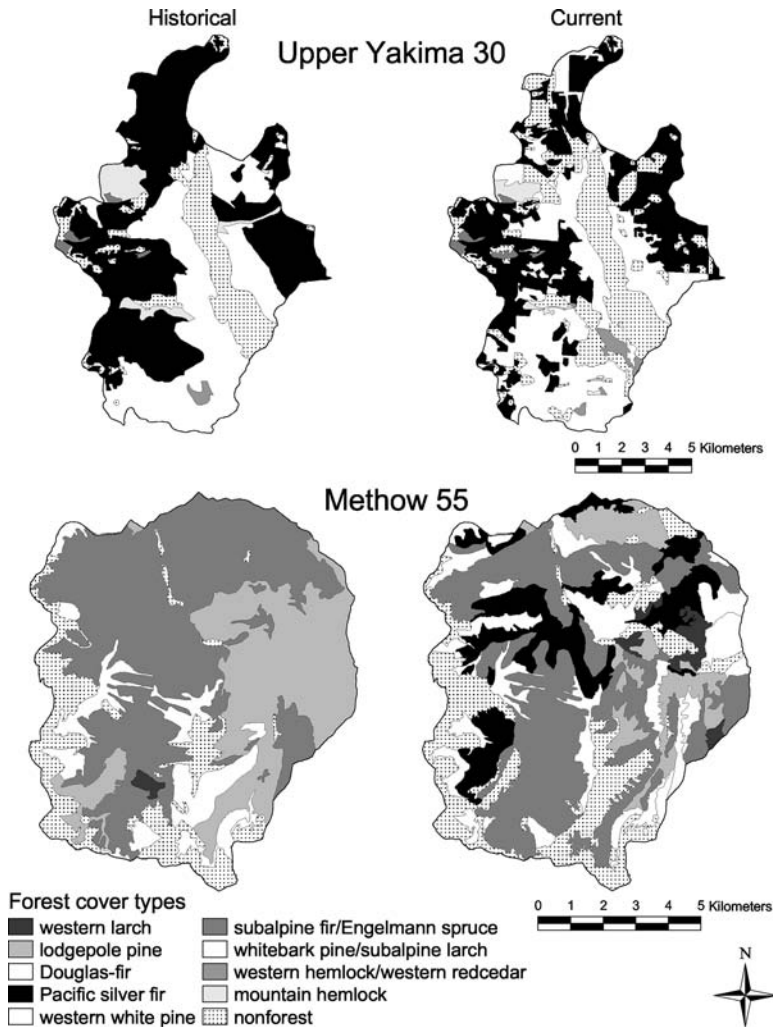 Historical
Current
Upper Yakima 30
0 1 2 3 4 5 Kilometers
Methow 55
0 1 2 3 4 5 Kilometers
Forest cover types
western larch
lodgepole pine
Douglas-fir
Pacific silver fir
western white pine
subalpine fir/Engelmann spruce
whitebark pine/subalpine larch
western hemlock/western redcedar
mountain hemlock
nonforest
N